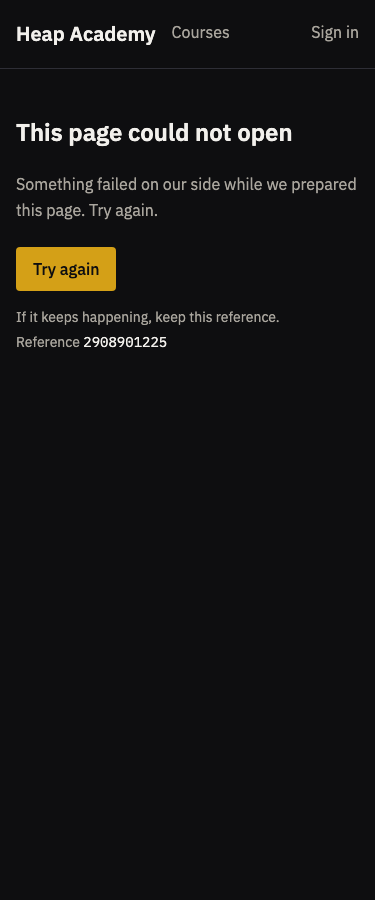 Heap Academy Courses Sign in
This page could not open
Something failed on our side while we prepared
this page. Try again.
Try again
If it keeps happening, keep this reference.
Reference 2908901225